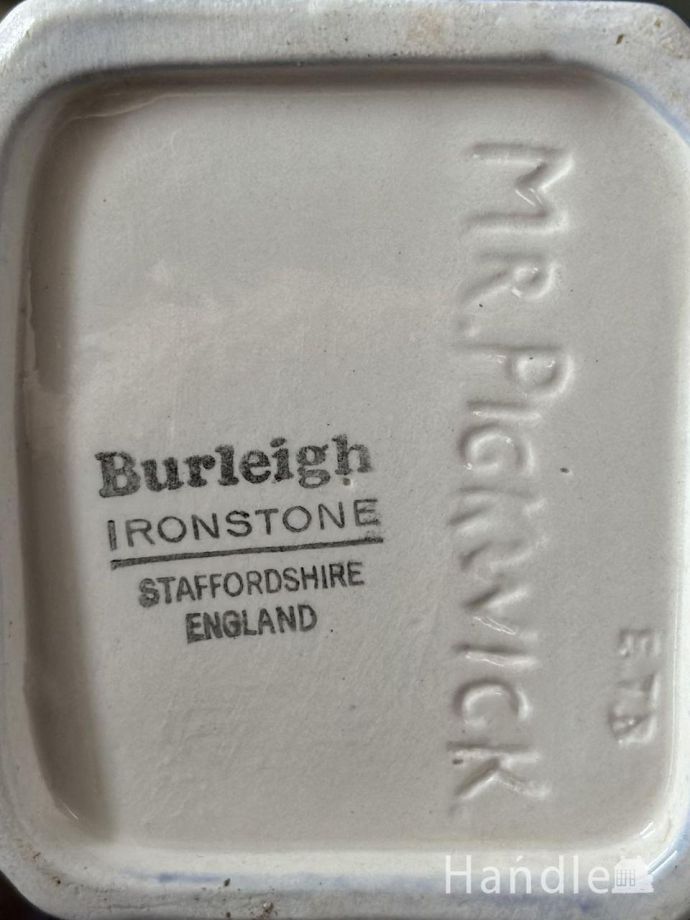 Burleigh
IRONSTONE
STAFFORDSHIRE
ENGLAND
MR. PICKWICK
Handle